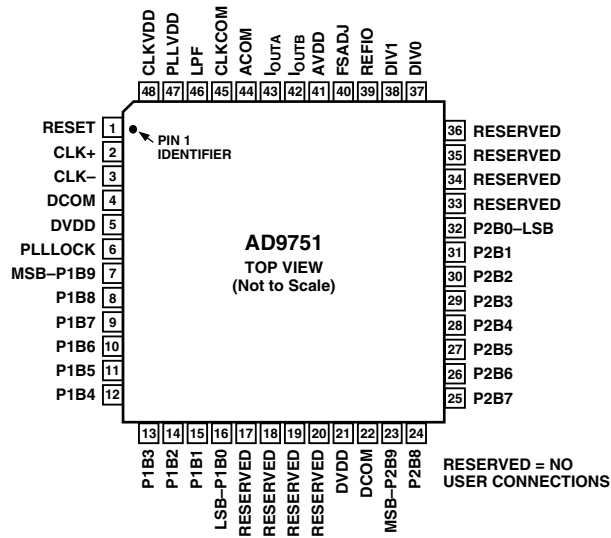 CLKVDD
PLLVDD
LPF
CLKCOM
ACOM
IOUTA
IOUTB
AVDD
FSADJ
REFIO
DIV1
DIV0
48 47 46 45 44 43 42 41 40 39 38 37
RESET 1
CLK+ 2
CLK– 3
DCOM 4
DVDD 5
PLLLOCK 6
MSB–P1B9 7
P1B8 8
P1B7 9
P1B6 10
P1B5 11
P1B4 12
PIN 1
IDENTIFIER
AD9751
TOP VIEW
(Not to Scale)
36 RESERVED
35 RESERVED
34 RESERVED
33 RESERVED
32 P2B0–LSB
31 P2B1
30 P2B2
29 P2B3
28 P2B4
27 P2B5
26 P2B6
25 P2B7
13 14 15 16 17 18 19 20 21 22 23 24
P1B3
P1B2
P1B1
LSB–P1B0
RESERVED
RESERVED
RESERVED
RESERVED
DVDD
DCOM
MSB–P2B9
P2B8
RESERVED = NO
USER CONNECTIONS